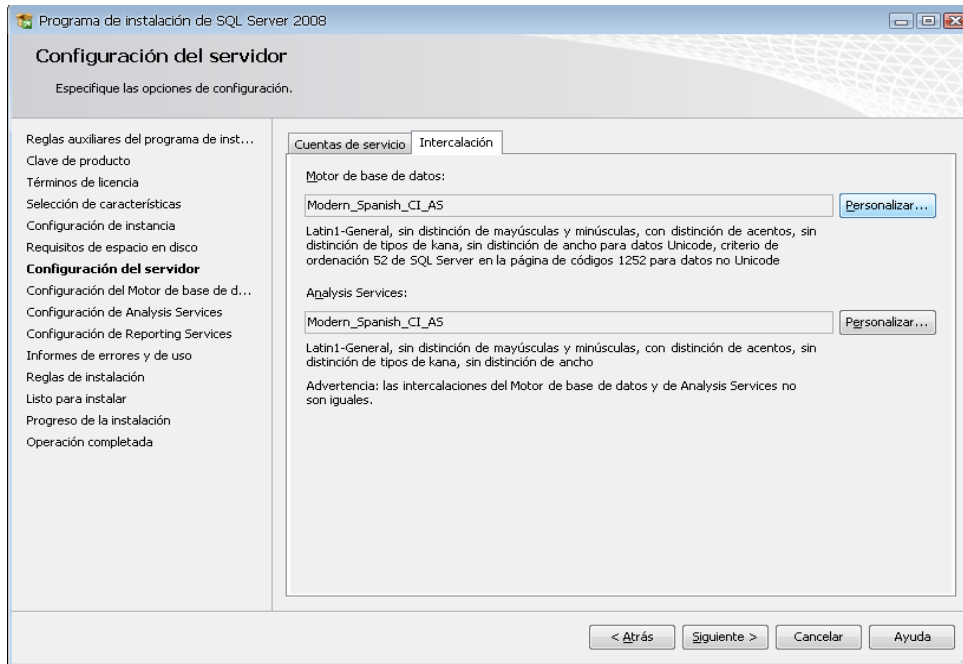 Programa de instalación de SQL Server 2008
Configuración del servidor
Especifique las opciones de configuración.
Reglas auxiliares del programa de inst...
Clave de producto
Términos de licencia
Selección de características
Configuración de instancia
Requisitos de espacio en disco
Configuración del servidor
Configuración del Motor de base de d...
Configuración de Analysis Services
Configuración de Reporting Services
Informes de errores y de uso
Reglas de instalación
Listo para instalar
Progreso de la instalación
Operación completada
Cuentas de servicio
Intercalación
Motor de base de datos:
Modern_Spanish_CI_AS
Personalizar...
Latin1-General, sin distinción de mayúsculas y minúsculas, con distinción de acentos, sin
distinción de tipos de kana, sin distinción de ancho para datos Unicode, criterio de
ordenación 52 de SQL Server en la página de códigos 1252 para datos no Unicode
Analysis Services:
Modern_Spanish_CI_AS
Personalizar...
Latin1-General, sin distinción de mayúsculas y minúsculas, con distinción de acentos, sin
distinción de tipos de kana, sin distinción de ancho
Advertencia: las intercalaciones del Motor de base de datos y de Analysis Services no
son iguales.
< Atrás
Siguiente >
Cancelar
Ayuda